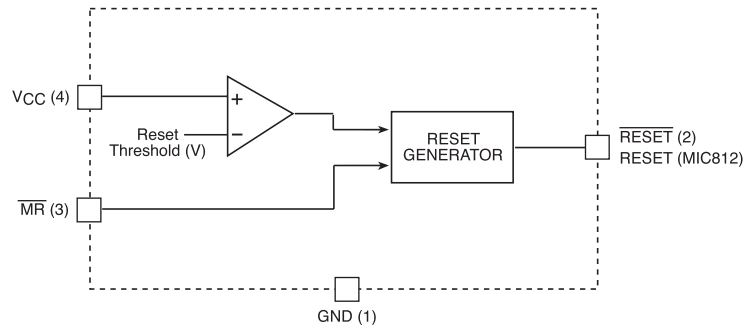 VCC (4)
+
−
Reset
Threshold (V)
RESET
GENERATOR
RESET (2)
RESET (MIC812)
MR (3)
GND (1)